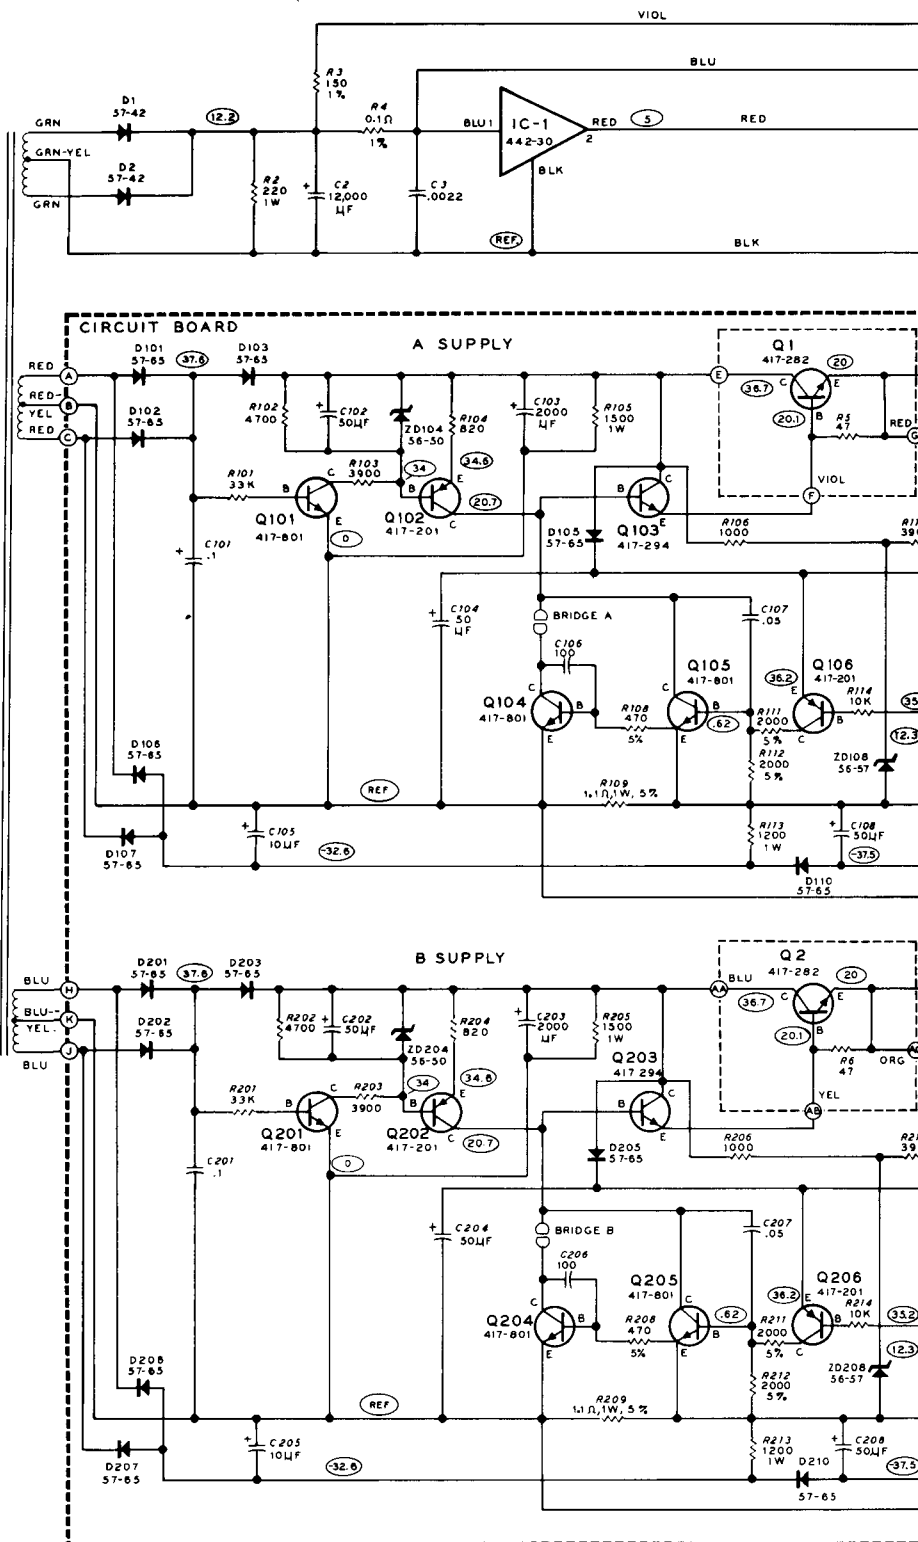 VIOL
BLU
R3
150
1%
R4
0.1Ω
1%
D1
57-42
12.2
GRN
GRN-YEL
D2
57-42
GRN
R2
220
1W
+ C2
12,000
µF
C3
.0022
BLU 1
IC-1
442-30
RED
2
5
RED
BLK
REF.
BLK
CIRCUIT BOARD
A SUPPLY
D101
57-65
37.6
D103
57-65
RED
A
RED-
B
YEL
RED
C
D102
57-65
R102
4700
+ C102
50µF
ZD104
56-50
R104
820
C103
2000
µF
+
R105
1500
1W
Q1
417-282
20
E
36.7
C
E
20.1
B
R5
47
RED
G
VIOL
F
R101
33K
B
C
E
Q101
417-801
R103
3900
34
34.6
B
E
C
20.7
Q102
417-201
0
D105
57-65
B
C
E
Q103
417-294
R106
1000
R11
390
+ C101
.1
+ C104
50
µF
BRIDGE A
C106
100
C107
.05
Q104
417-801
C
B
E
R108
470
5%
Q105
417-801
C
B
E
.62
36.2
Q106
417-201
E
B
C
R111
2000
5%
R114
10K
35
12.3
R112
2000
5%
ZD108
56-57
D106
57-65
REF
R109
1.1Ω,1W, 5%
D107
57-65
+ C105
10µF
-32.6
R113
1200
1W
+ C108
50µF
-37.5
D110
57-65
B SUPPLY
D201
57-65
37.6
D203
57-65
BLU
H
BLU--
K
YEL.
J
BLU
D202
57-65
R202
4700
+ C202
50µF
ZD204
56-50
R204
820
+ C203
2000
µF
R205
1500
1W
Q203
417 294
Q2
417-282
20
AA
BLU
36.7
C
E
20.1
B
R6
47
ORG
YEL
AB
R201
33K
B
C
E
Q201
417-801
R203
3900
34
34.6
B
E
C
20.7
Q202
417-201
0
D205
57-65
B
C
E
R206
1000
R21
39
C201
.1
+ C204
50µF
BRIDGE B
C206
100
C207
.05
Q204
417-801
C
B
E
R208
470
5%
Q205
417-801
C
B
E
.62
36.2
Q206
417-201
E
B
C
R211
2000
5%
R214
10K
35.2
12.3
R212
2000
5%
ZD208
56-57
D206
57-65
REF
R209
1.1Ω,1W, 5%
D207
57-65
+ C205
10µF
-32.6
R213
1200
1W
+ C208
50µF
-37.5
D210
57-65